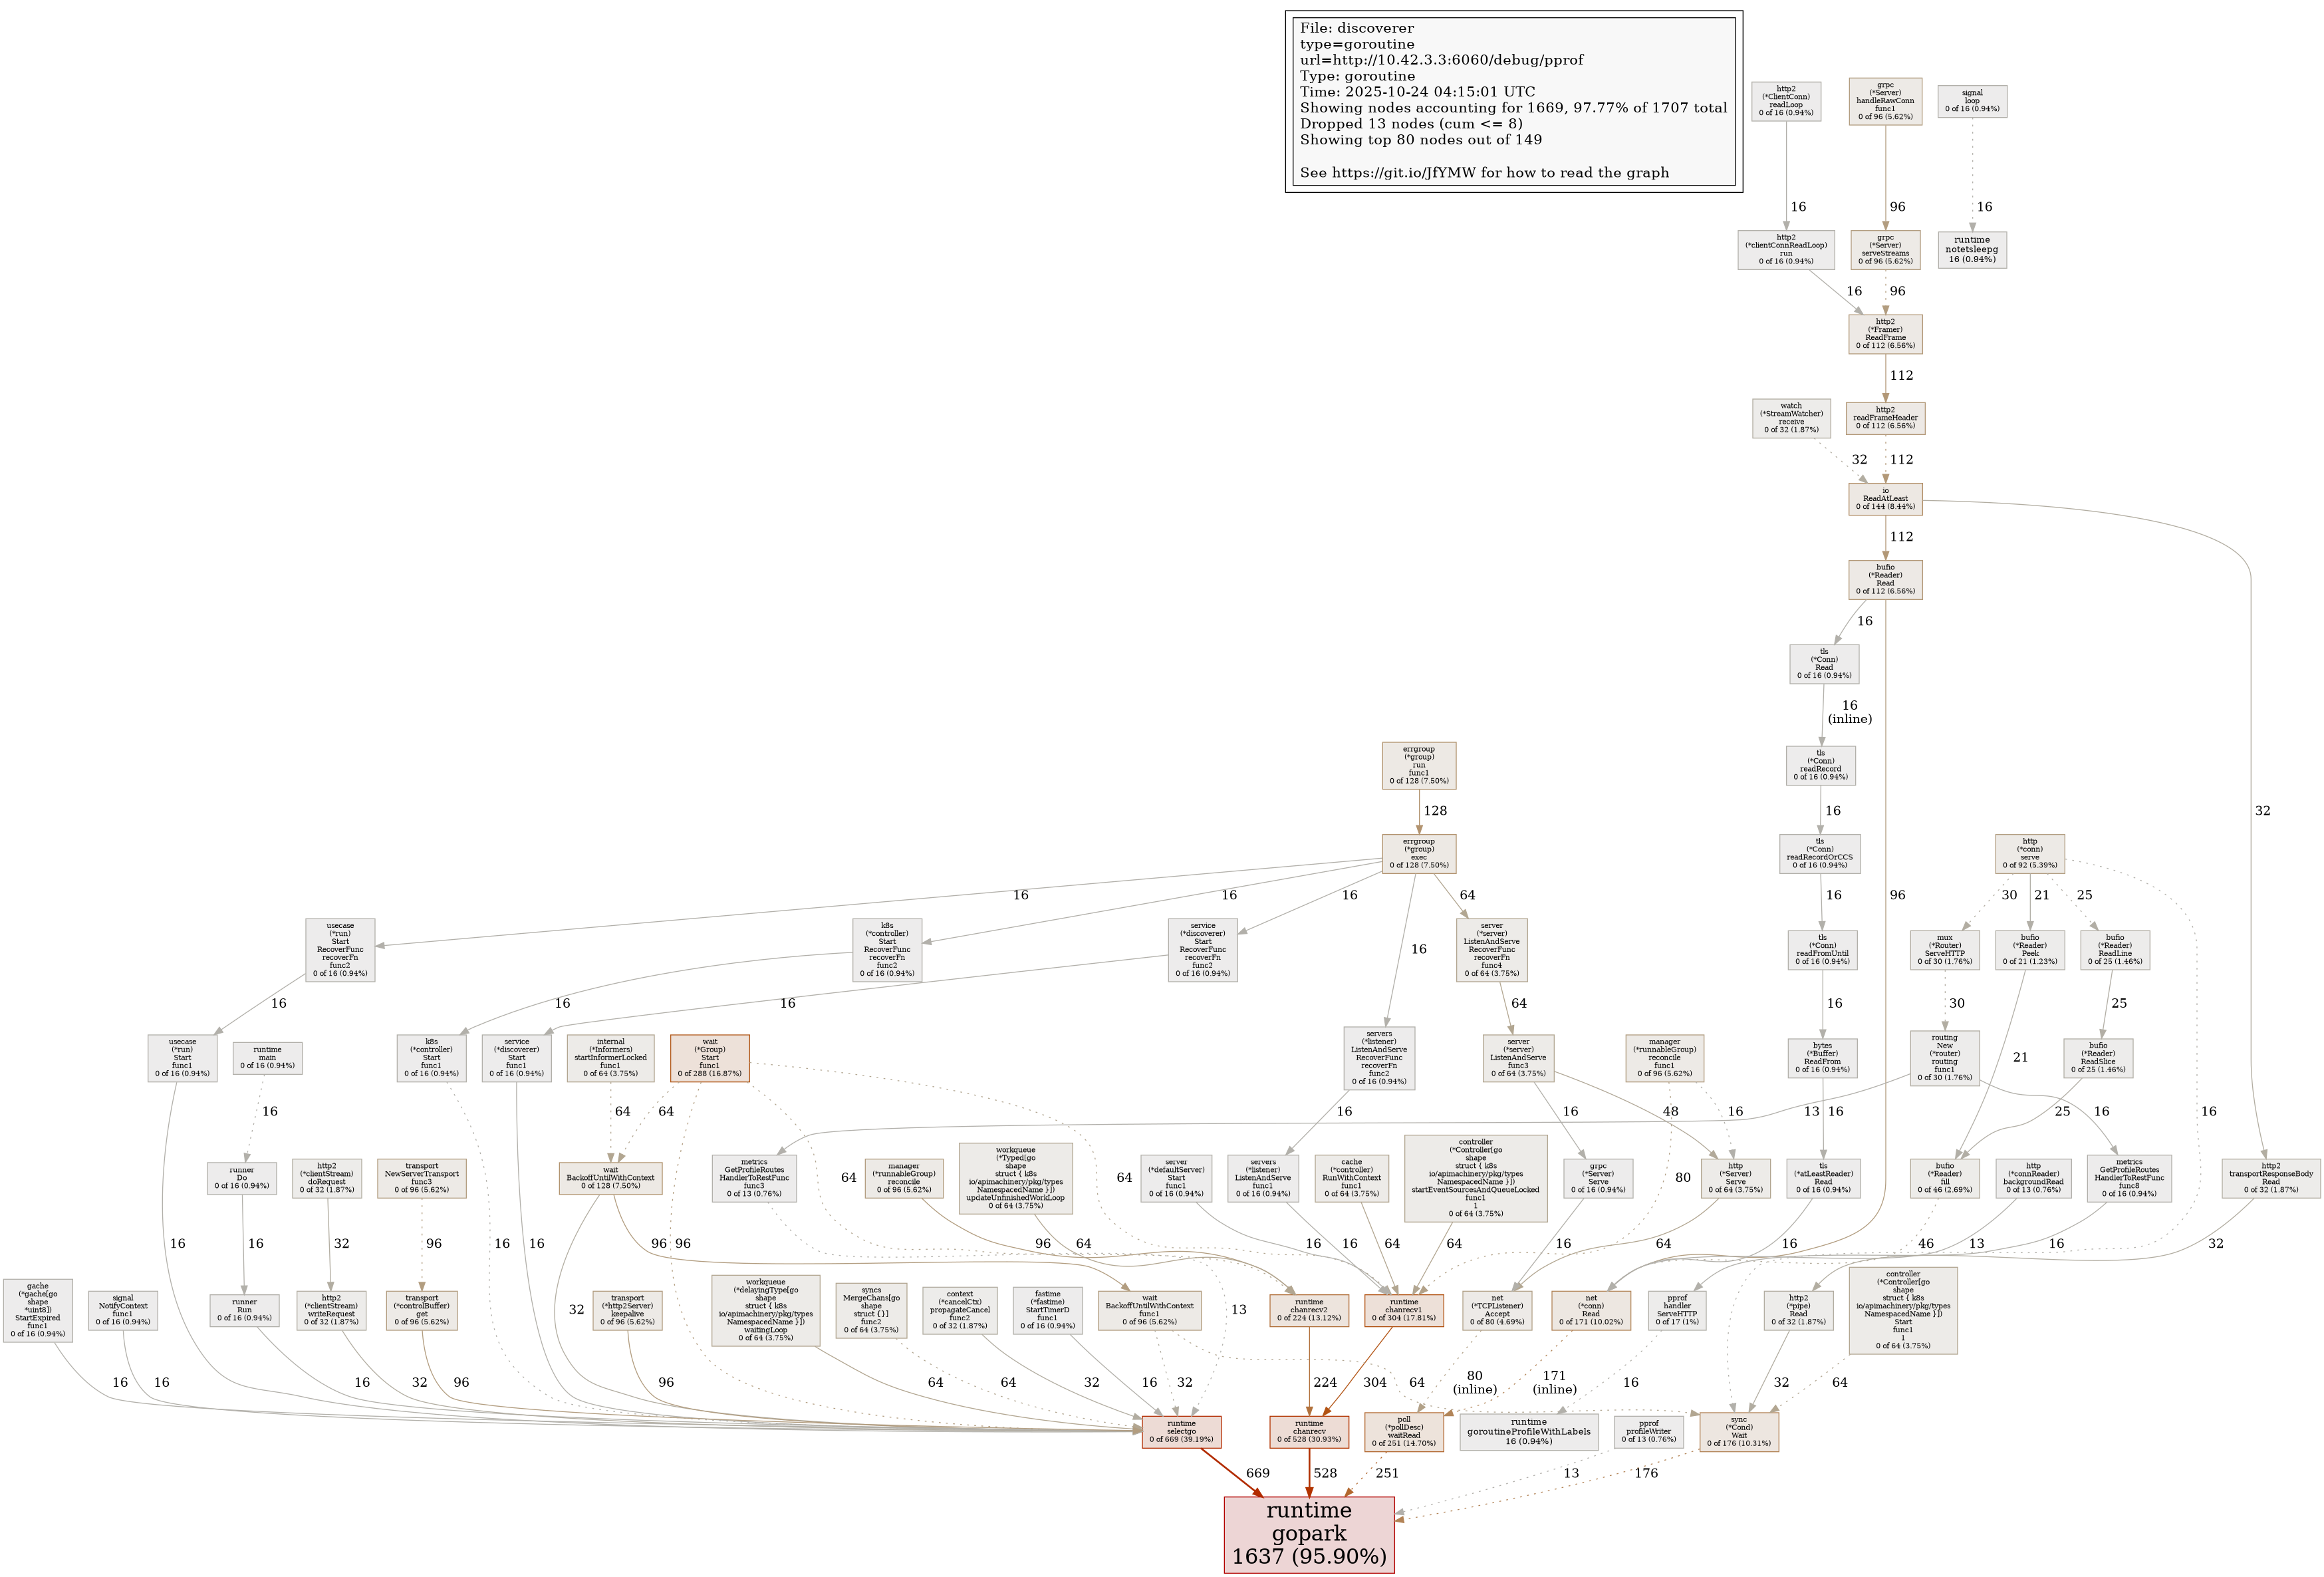 File: discoverer
type=goroutine
url=http://10.42.3.3:6060/debug/pprof
Type: goroutine
Time: 2025-10-24 04:15:01 UTC
Showing nodes accounting for 1669, 97.77% of 1707 total
Dropped 13 nodes (cum <= 8)
Showing top 80 nodes out of 149
See https://git.io/JfYMW for how to read the graph
http2
(*ClientConn)
readLoop
0 of 16 (0.94%)
grpc
(*Server)
handleRawConn
func1
0 of 96 (5.62%)
signal
loop
0 of 16 (0.94%)
16
96
16
http2
(*clientConnReadLoop)
run
0 of 16 (0.94%)
grpc
(*Server)
serveStreams
0 of 96 (5.62%)
runtime
notetsleepg
16 (0.94%)
16
96
http2
(*Framer)
ReadFrame
0 of 112 (6.56%)
112
watch
(*StreamWatcher)
receive
0 of 32 (1.87%)
http2
readFrameHeader
0 of 112 (6.56%)
32
112
io
ReadAtLeast
0 of 144 (8.44%)
112
32
bufio
(*Reader)
Read
0 of 112 (6.56%)
16
96
tls
(*Conn)
Read
0 of 16 (0.94%)
16
(inline)
tls
(*Conn)
readRecord
0 of 16 (0.94%)
16
errgroup
(*group)
run
func1
0 of 128 (7.50%)
128
errgroup
(*group)
exec
0 of 128 (7.50%)
tls
(*Conn)
readRecordOrCCS
0 of 16 (0.94%)
http
(*conn)
serve
0 of 92 (5.39%)
16
16
16
16
64
16
30
21
25
16
usecase
(*run)
Start
RecoverFunc
recoverFn
func2
0 of 16 (0.94%)
k8s
(*controller)
Start
RecoverFunc
recoverFn
func2
0 of 16 (0.94%)
service
(*discoverer)
Start
RecoverFunc
recoverFn
func2
0 of 16 (0.94%)
server
(*server)
ListenAndServe
RecoverFunc
recoverFn
func4
0 of 64 (3.75%)
tls
(*Conn)
readFromUntil
0 of 16 (0.94%)
mux
(*Router)
ServeHTTP
0 of 30 (1.76%)
bufio
(*Reader)
Peek
0 of 21 (1.23%)
bufio
(*Reader)
ReadLine
0 of 25 (1.46%)
16
16
16
64
16
30
21
25
usecase
(*run)
Start
func1
0 of 16 (0.94%)
runtime
main
0 of 16 (0.94%)
k8s
(*controller)
Start
func1
0 of 16 (0.94%)
service
(*discoverer)
Start
func1
0 of 16 (0.94%)
internal
(*Informers)
startInformerLocked
func1
0 of 64 (3.75%)
wait
(*Group)
Start
func1
0 of 288 (16.87%)
servers
(*listener)
ListenAndServe
RecoverFunc
recoverFn
func2
0 of 16 (0.94%)
server
(*server)
ListenAndServe
func3
0 of 64 (3.75%)
manager
(*runnableGroup)
reconcile
func1
0 of 96 (5.62%)
bytes
(*Buffer)
ReadFrom
0 of 16 (0.94%)
routing
New
(*router)
routing
func1
0 of 30 (1.76%)
bufio
(*Reader)
ReadSlice
0 of 25 (1.46%)
16
64
64
16
16
48
16
13
16
16
25
runner
Do
0 of 16 (0.94%)
http2
(*clientStream)
doRequest
0 of 32 (1.87%)
transport
NewServerTransport
func3
0 of 96 (5.62%)
wait
BackoffUntilWithContext
0 of 128 (7.50%)
metrics
GetProfileRoutes
HandlerToRestFunc
func3
0 of 13 (0.76%)
manager
(*runnableGroup)
reconcile
0 of 96 (5.62%)
workqueue
(*Typed[go
shape
struct { k8s
io/apimachinery/pkg/types
NamespacedName }])
updateUnfinishedWorkLoop
0 of 64 (3.75%)
server
(*defaultServer)
Start
func1
0 of 16 (0.94%)
servers
(*listener)
ListenAndServe
func1
0 of 16 (0.94%)
cache
(*controller)
RunWithContext
func1
0 of 64 (3.75%)
controller
(*Controller[go
shape
struct { k8s
io/apimachinery/pkg/types
NamespacedName }])
startEventSourcesAndQueueLocked
func1
1
0 of 64 (3.75%)
grpc
(*Server)
Serve
0 of 16 (0.94%)
http
(*Server)
Serve
0 of 64 (3.75%)
tls
(*atLeastReader)
Read
0 of 16 (0.94%)
bufio
(*Reader)
fill
0 of 46 (2.69%)
http
(*connReader)
backgroundRead
0 of 13 (0.76%)
metrics
GetProfileRoutes
HandlerToRestFunc
func8
0 of 16 (0.94%)
http2
transportResponseBody
Read
0 of 32 (1.87%)
64
64
80
16
16
32
96
16
16
96
96
96
64
16
16
64
64
16
64
16
46
13
16
32
gache
(*gache[go
shape
*uint8])
StartExpired
func1
0 of 16 (0.94%)
signal
NotifyContext
func1
0 of 16 (0.94%)
runner
Run
0 of 16 (0.94%)
http2
(*clientStream)
writeRequest
0 of 32 (1.87%)
transport
(*controlBuffer)
get
0 of 96 (5.62%)
32
transport
(*http2Server)
keepalive
0 of 96 (5.62%)
workqueue
(*delayingType[go
shape
struct { k8s
io/apimachinery/pkg/types
NamespacedName }])
waitingLoop
0 of 64 (3.75%)
syncs
MergeChans[go
shape
struct {}]
func2
0 of 64 (3.75%)
context
(*cancelCtx)
propagateCancel
func2
0 of 32 (1.87%)
fastime
(*fastime)
StartTimerD
func1
0 of 16 (0.94%)
wait
BackoffUntilWithContext
func1
0 of 96 (5.62%)
13
runtime
chanrecv2
0 of 224 (13.12%)
runtime
chanrecv1
0 of 304 (17.81%)
net
(*TCPListener)
Accept
0 of 80 (4.69%)
net
(*conn)
Read
0 of 171 (10.02%)
pprof
handler
ServeHTTP
0 of 17 (1%)
http2
(*pipe)
Read
0 of 32 (1.87%)
controller
(*Controller[go
shape
struct { k8s
io/apimachinery/pkg/types
NamespacedName }])
Start
func1
1
0 of 64 (3.75%)
16
16
16
32
96
96
64
64
32
16
32
224
304
64
80
(inline)
171
(inline)
16
32
64
runtime
selectgo
0 of 669 (39.19%)
runtime
chanrecv
0 of 528 (30.93%)
poll
(*pollDesc)
waitRead
0 of 251 (14.70%)
runtime
goroutineProfileWithLabels
16 (0.94%)
pprof
profileWriter
0 of 13 (0.76%)
sync
(*Cond)
Wait
0 of 176 (10.31%)
669
528
251
13
176
runtime
gopark
1637 (95.90%)